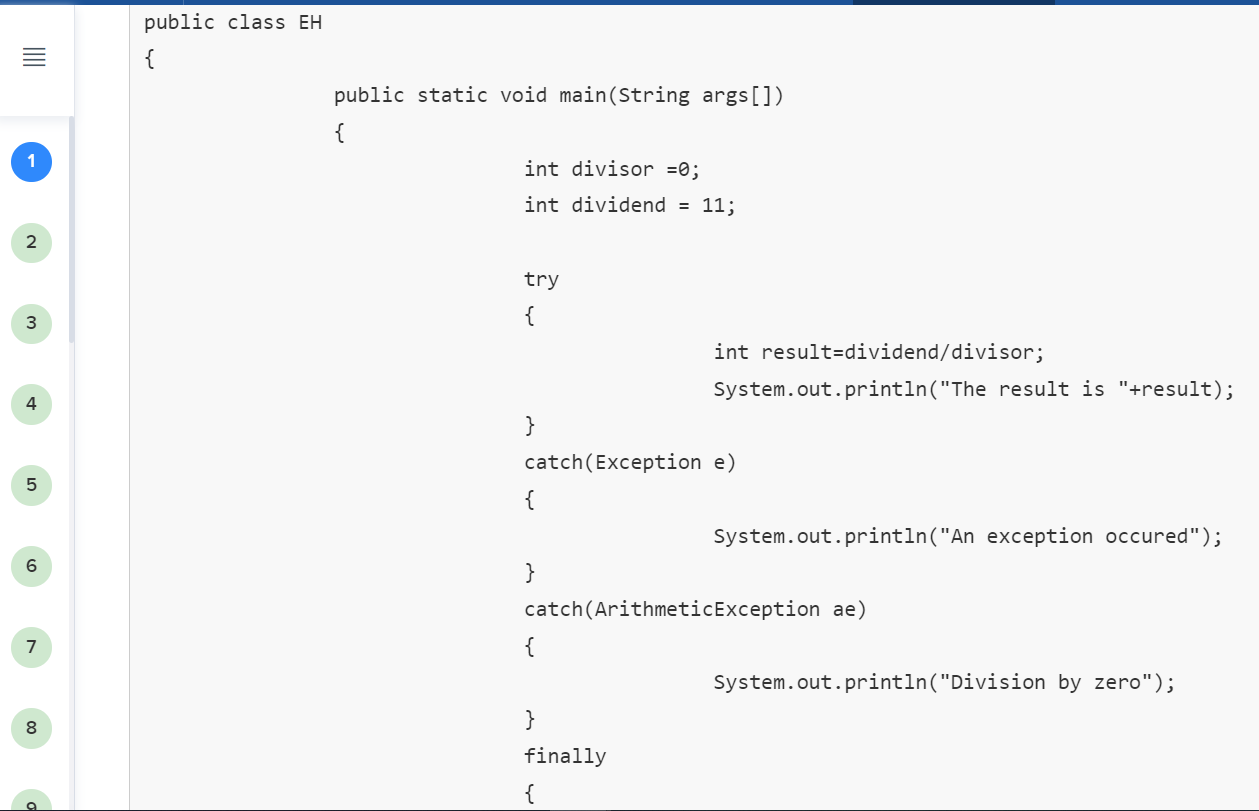 public class EH
{
public static void main(String args[])
{
int divisor =0;
int dividend = 11;
try
{
int result=dividend/divisor;
System.out.println("The result is "+result);
}
catch(Exception e)
{
System.out.println("An exception occured");
}
catch(ArithmeticException ae)
{
System.out.println("Division by zero");
}
finally
{
1
2
3
4
5
6
7
8
9